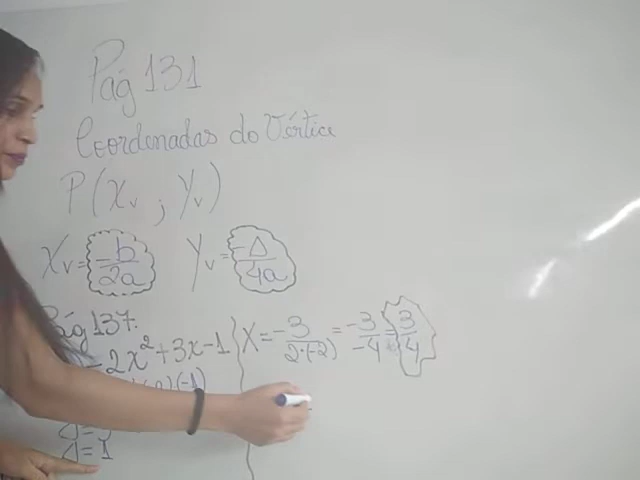 Pág 131
Coordenadas do Vértice
P(Xv ; Yv)
Xv = -b/2a Yv = -Δ/4a
Pág 137.
-2x² + 3x - 1
(-1)
Δ = 1
X = -3/2·(-2) = -3/-4 = 3/4